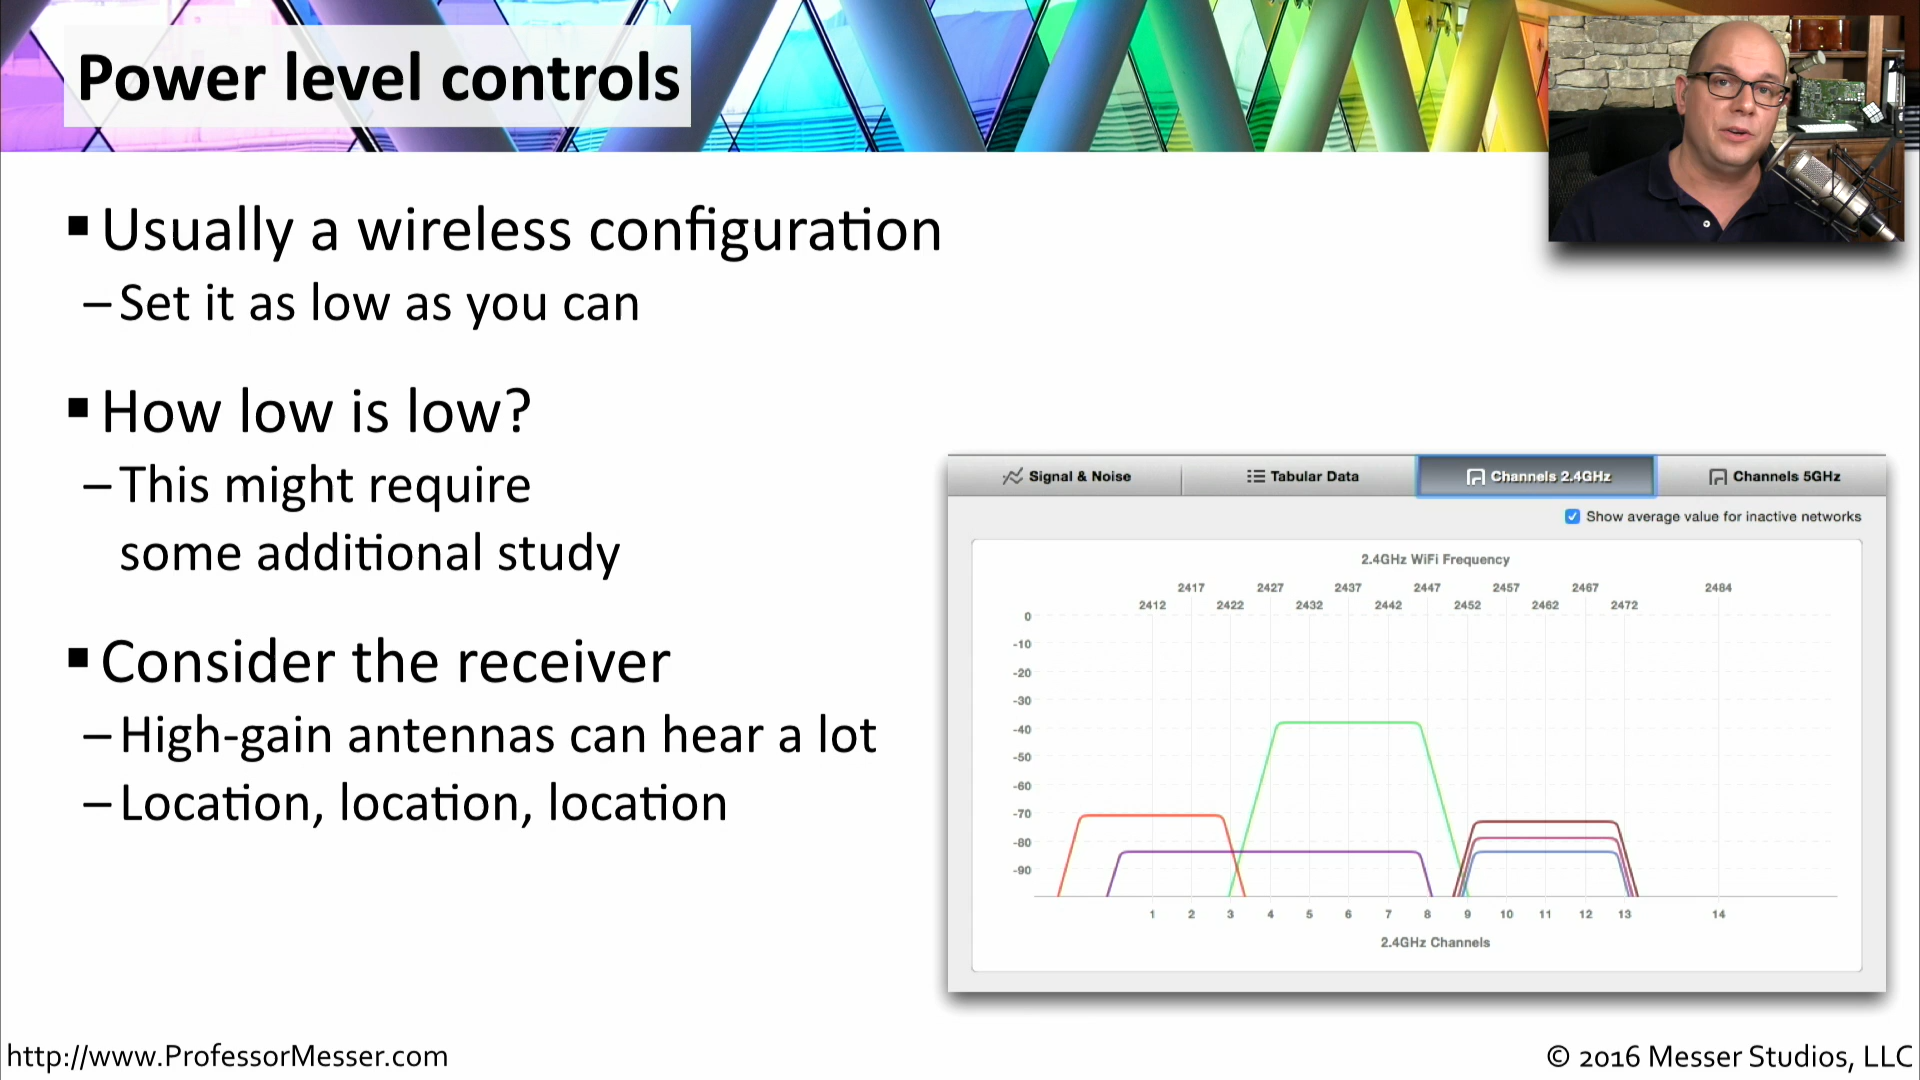 Power level controls
Usually a wireless configuration
–Set it as low as you can
How low is low?
–This might require
some additional study
Consider the receiver
–High-gain antennas can hear a lot
–Location, location, location
Signal & Noise
Tabular Data
Channels 2.4GHz
Channels 5GHz
Show average value for inactive networks
2.4GHz WiFi Frequency
2417 2427 2437 2447 2457 2467 2484
2412 2422 2432 2442 2452 2462 2472
0
-10
-20
-30
-40
-50
-60
-70
-80
-90
1 2 3 4 5 6 7 8 9 10 11 12 13 14
2.4GHz Channels
http://www.ProfessorMesser.com
© 2016 Messer Studios, LLC